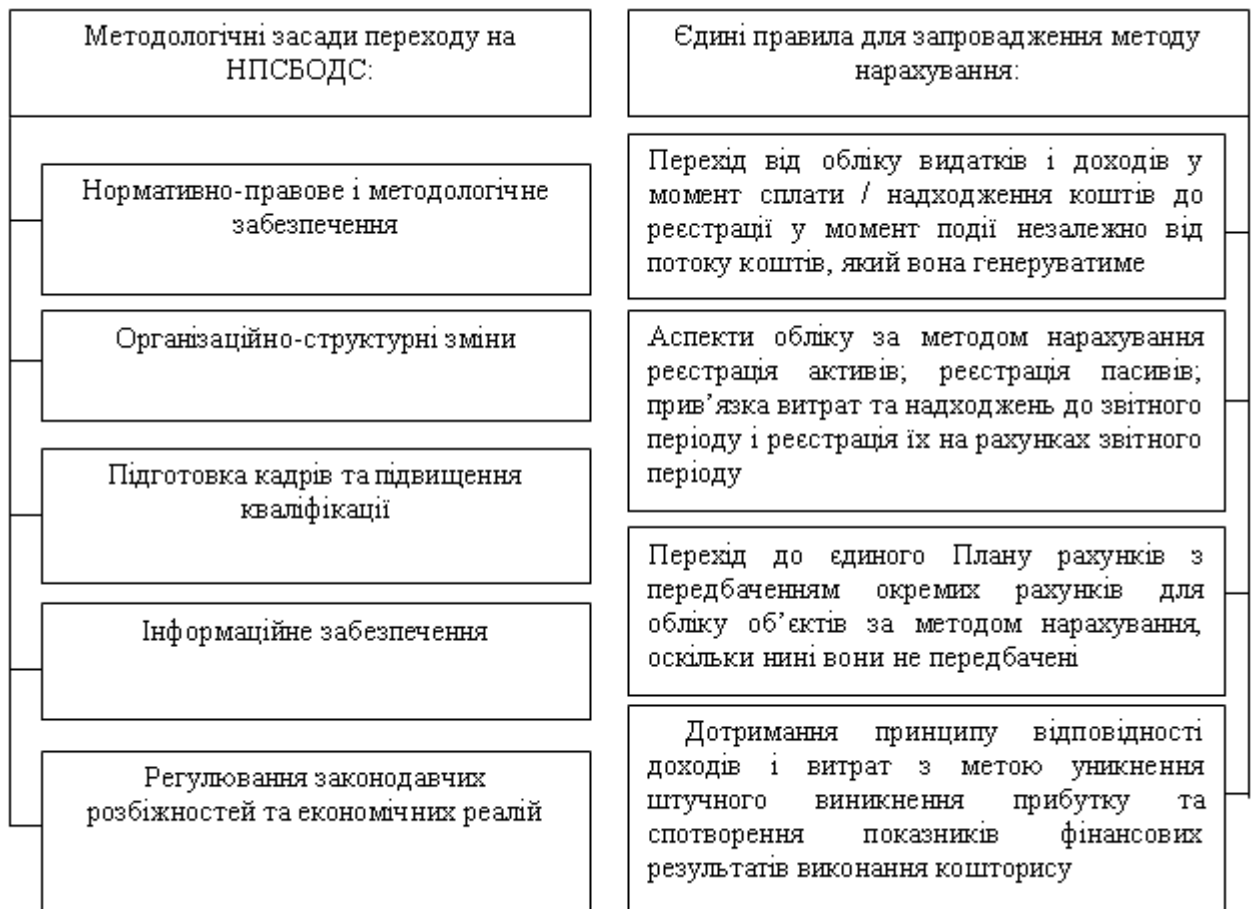 Методологічні засади переходу на
НПСБОДС:
Нормативно-правове і методологічне
забезпечення
Організаційно-структурні зміни
Підготовка кадрів та підвищення
кваліфікації
Інформаційне забезпечення
Регулювання законодавчих
розбіжностей та економічних реалій
Єдині правила для запровадження методу
нарахування:
Перехід від обліку видатків і доходів у
момент сплати / надходження коштів до
реєстрації у момент події незалежно від
потоку коштів, який вона генеруватиме
Аспекти обліку за методом нарахування
реєстрація активів; реєстрація пасивів;
прив’язка витрат та надходжень до звітного
періоду і реєстрація їх на рахунках звітного
періоду
Перехід до єдиного Плану рахунків з
передбаченням окремих рахунків для
обліку об’єктів за методом нарахування,
оскільки нині вони не передбачені
Дотримання принципу відповідності
доходів і витрат з метою уникнення
штучного виникнення прибутку та
спотворення показників фінансових
результатів виконання кошторису